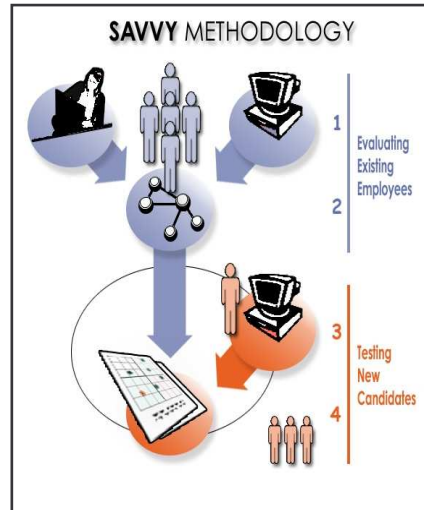 SAVVY METHODOLOGY
1
2
Evaluating
Existing
Employees
3
4
Testing
New
Candidates